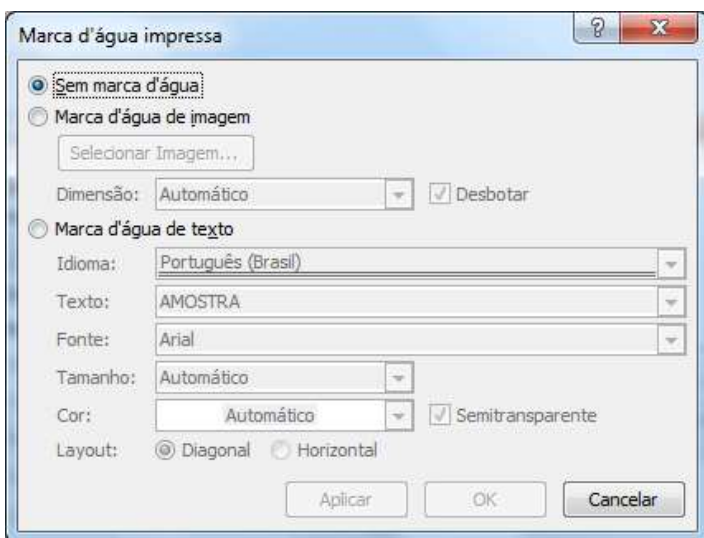 Marca d'água impressa
Sem marca d'água
Marca d'água de imagem
Selecionar Imagem...
Dimensão: Automático Desbotar
Marca d'água de texto
Idioma: Português (Brasil)
Texto: AMOSTRA
Fonte: Arial
Tamanho: Automático
Cor: Automático Semitransparente
Layout: Diagonal Horizontal
Aplicar OK Cancelar